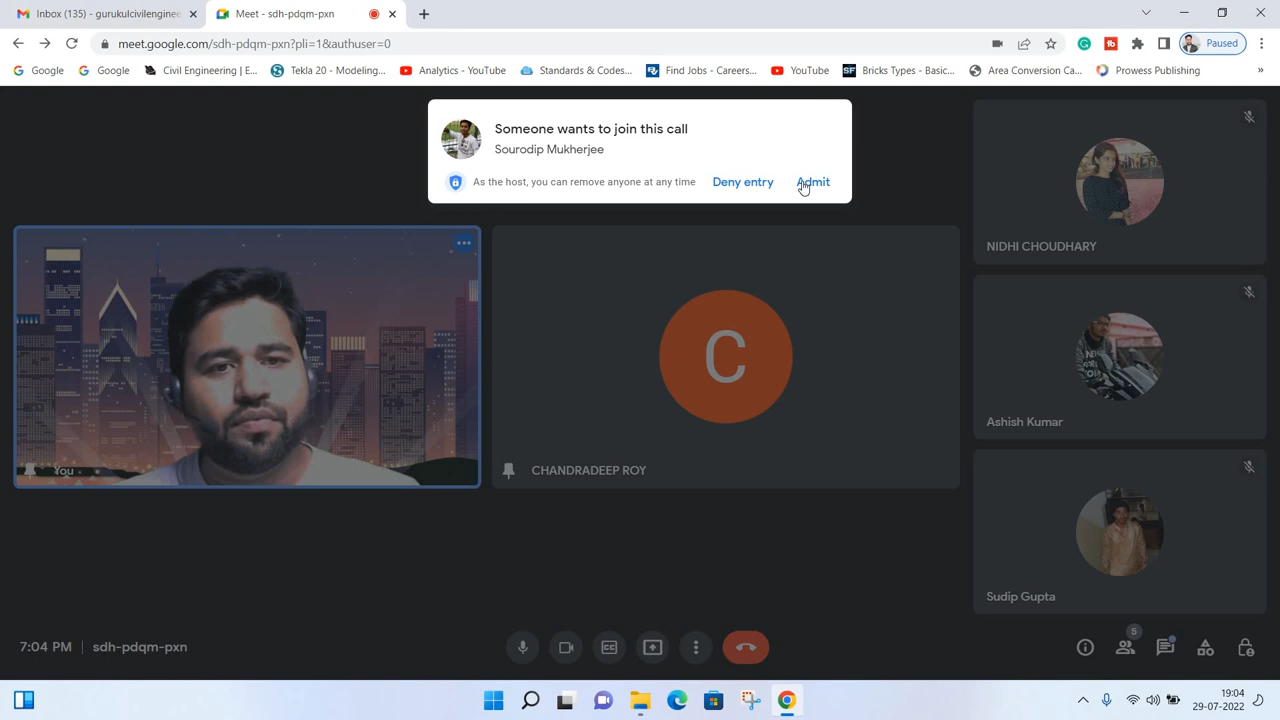 Inbox (135) - gurukulcivilenginee
Meet - sdh-pdqm-pxn
meet.google.com/sdh-pdqm-pxn?pli=1&authuser=0
Paused
Google
Google
Civil Engineering | E...
Tekla 20 - Modeling...
Analytics - YouTube
Standards & Codes...
Find Jobs - Careers...
YouTube
SF
Bricks Types - Basic...
Area Conversion Ca...
Prowess Publishing
»
Someone wants to join this call
Sourodip Mukherjee
As the host, you can remove anyone at any time
Deny entry
Admit
NIDHI CHOUDHARY
Ashish Kumar
Sudip Gupta
You
C
CHANDRADEEP ROY
7:04 PM | sdh-pdqm-pxn
CC
5
19:04
29-07-2022